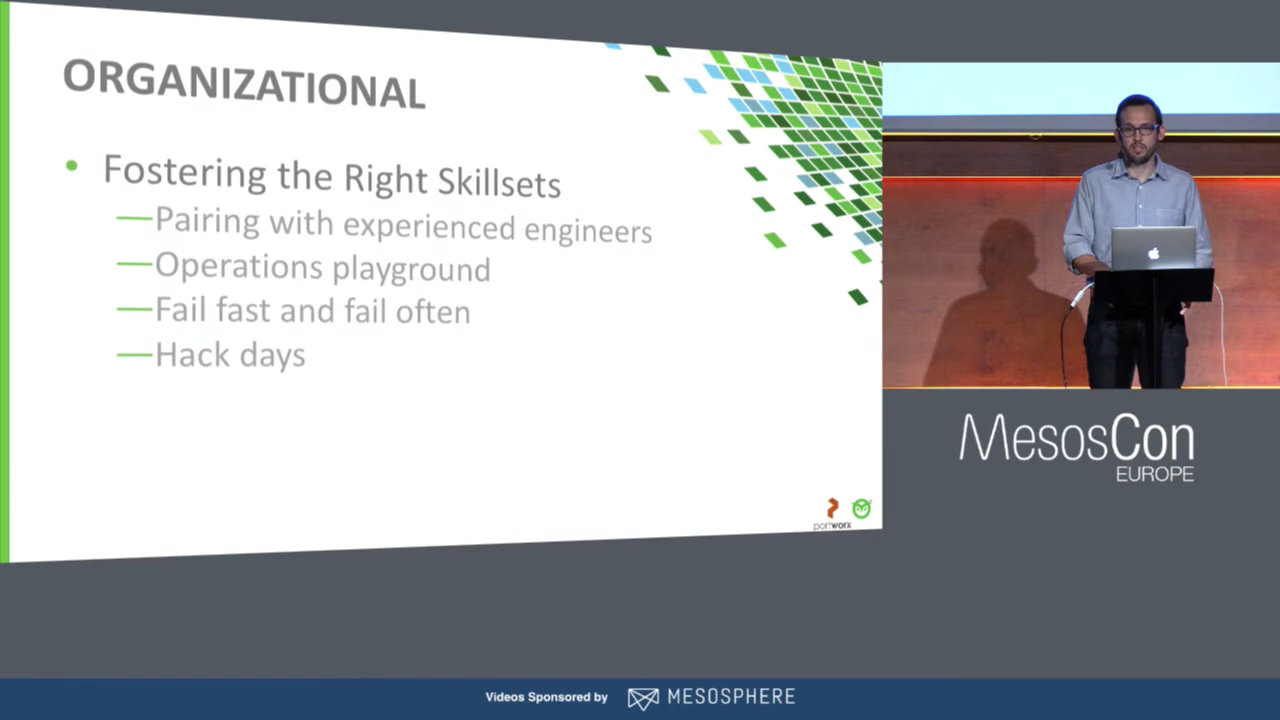 ORGANIZATIONAL
• Fostering the Right Skillsets
—Pairing with experienced engineers
—Operations playground
—Fail fast and fail often
—Hack days
portworx
MesosCon
EUROPE
Videos Sponsored by MESOSPHERE